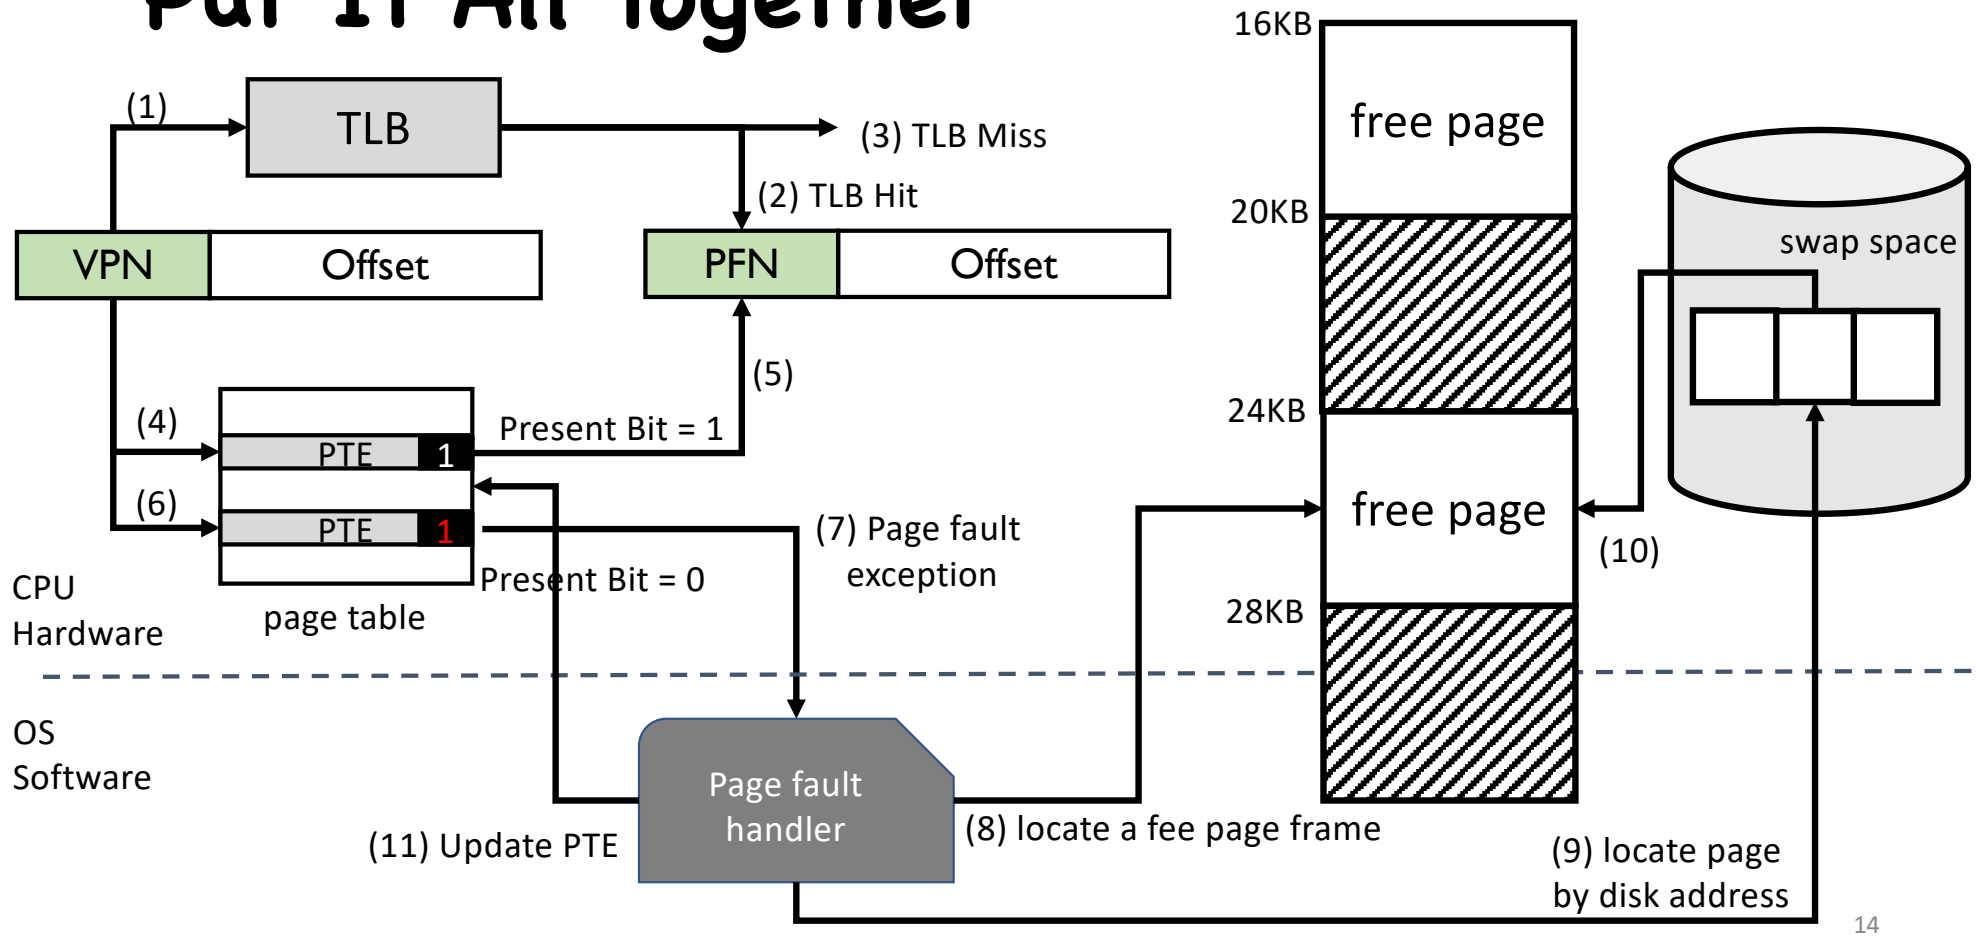 Put It All Together
16KB
(1)
TLB
(3) TLB Miss
free page
(2) TLB Hit
20KB
VPN
Offset
PFN
Offset
swap space
(5)
24KB
(4)
Present Bit = 1
PTE
1
(6)
PTE
1
(7) Page fault
exception
free page
(10)
Present Bit = 0
CPU
Hardware
page table
28KB
OS
Software
Page fault
handler
(8) locate a fee page frame
(11) Update PTE
(9) locate page
by disk address
14